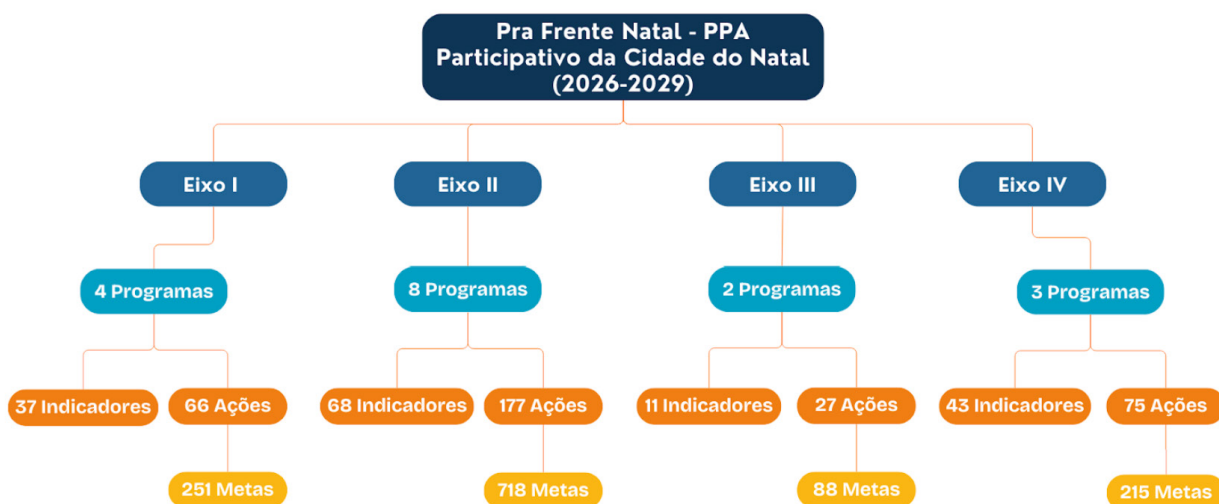 Pra Frente Natal - PPA
Participativo da Cidade do Natal
(2026-2029)
Eixo I
Eixo II
Eixo III
Eixo IV
4 Programas
8 Programas
2 Programas
3 Programas
37 Indicadores
66 Ações
68 Indicadores
177 Ações
11 Indicadores
27 Ações
43 Indicadores
75 Ações
251 Metas
718 Metas
88 Metas
215 Metas